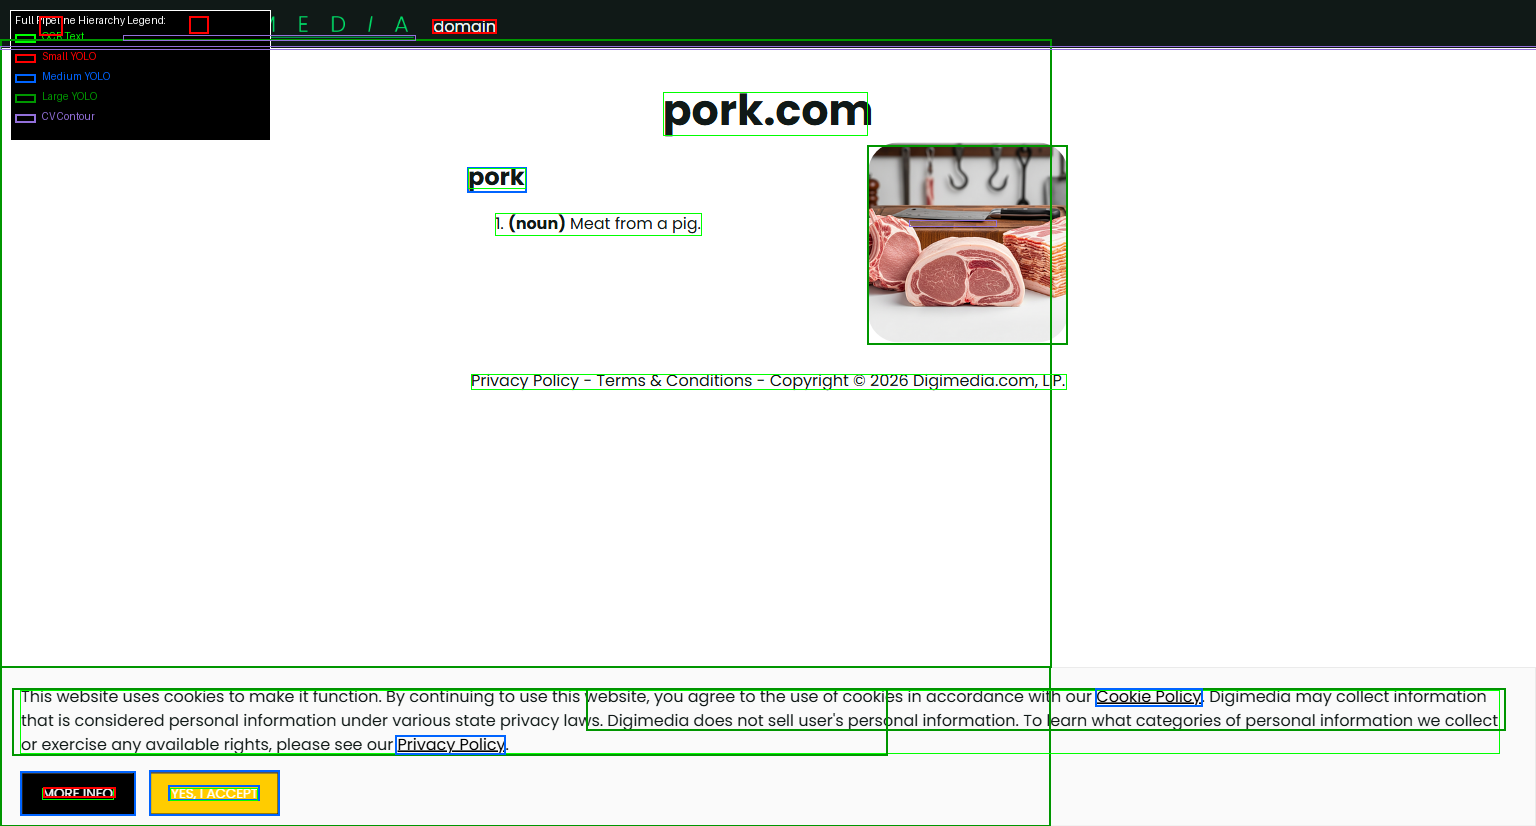 Full Pipeline Hierarchy Legend:
OCR Text
Small YOLO
Medium YOLO
Large YOLO
CV Contour
M E D I A domain
pork.com
pork
1. (noun) Meat from a pig.
Privacy Policy - Terms & Conditions - Copyright © 2026 Digimedia.com, L.P.
This website uses cookies to make it function. By continuing to use this website, you agree to the use of cookies in accordance with our Cookie Policy. Digimedia may collect information
that is considered personal information under various state privacy laws. Digimedia does not sell user's personal information. To learn what categories of personal information we collect
or exercise any available rights, please see our Privacy Policy.
MORE INFO YES, I ACCEPT